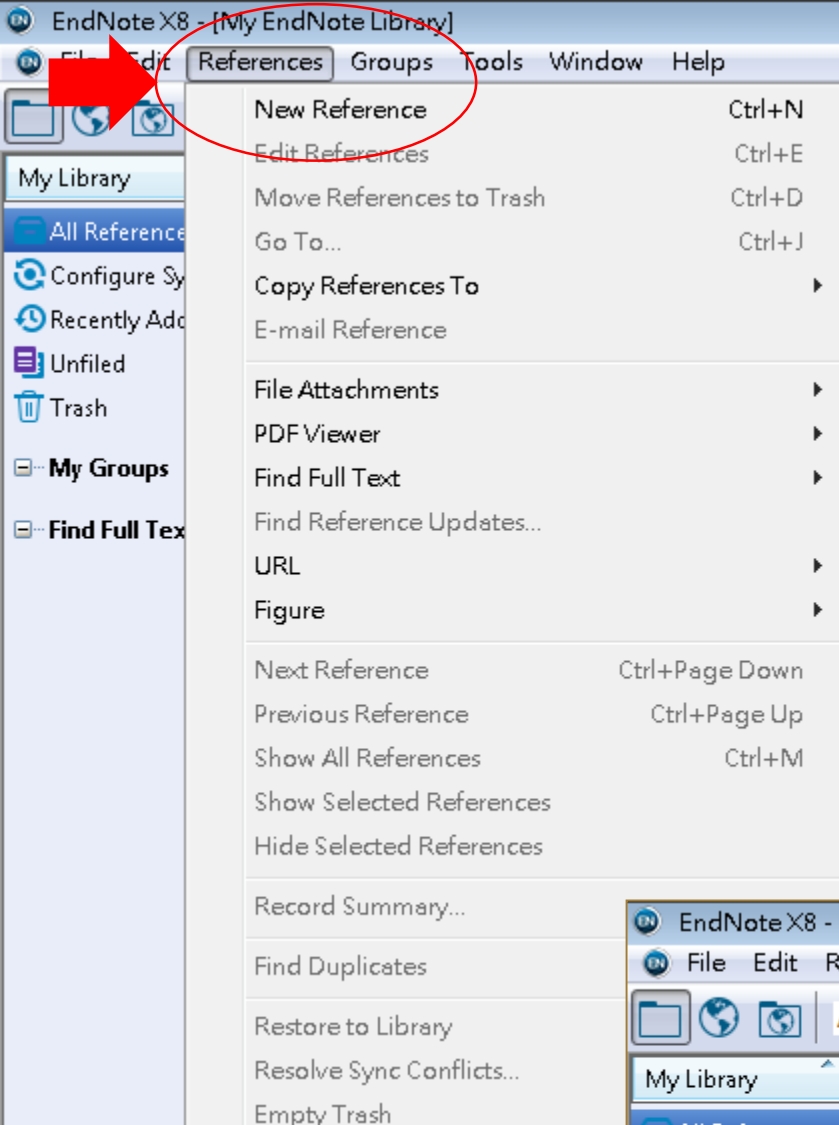 EndNote X8 - [My EndNote Library]
File Edit References Groups Tools Window Help
New Reference Ctrl+N
Edit References Ctrl+E
My Library
Move References to Trash Ctrl+D
All Reference
Go To... Ctrl+J
Configure Sy
Copy References To
Recently Add
E-mail Reference
Unfiled
File Attachments
Trash
PDF Viewer
My Groups
Find Full Text
Find Reference Updates...
Find Full Tex
URL
Figure
Next Reference Ctrl+Page Down
Previous Reference Ctrl+Page Up
Show All References Ctrl+M
Show Selected References
Hide Selected References
Record Summary...
EndNote X8 -
Find Duplicates
File Edit R
Restore to Library
Resolve Sync Conflicts...
My Library
Empty Trash